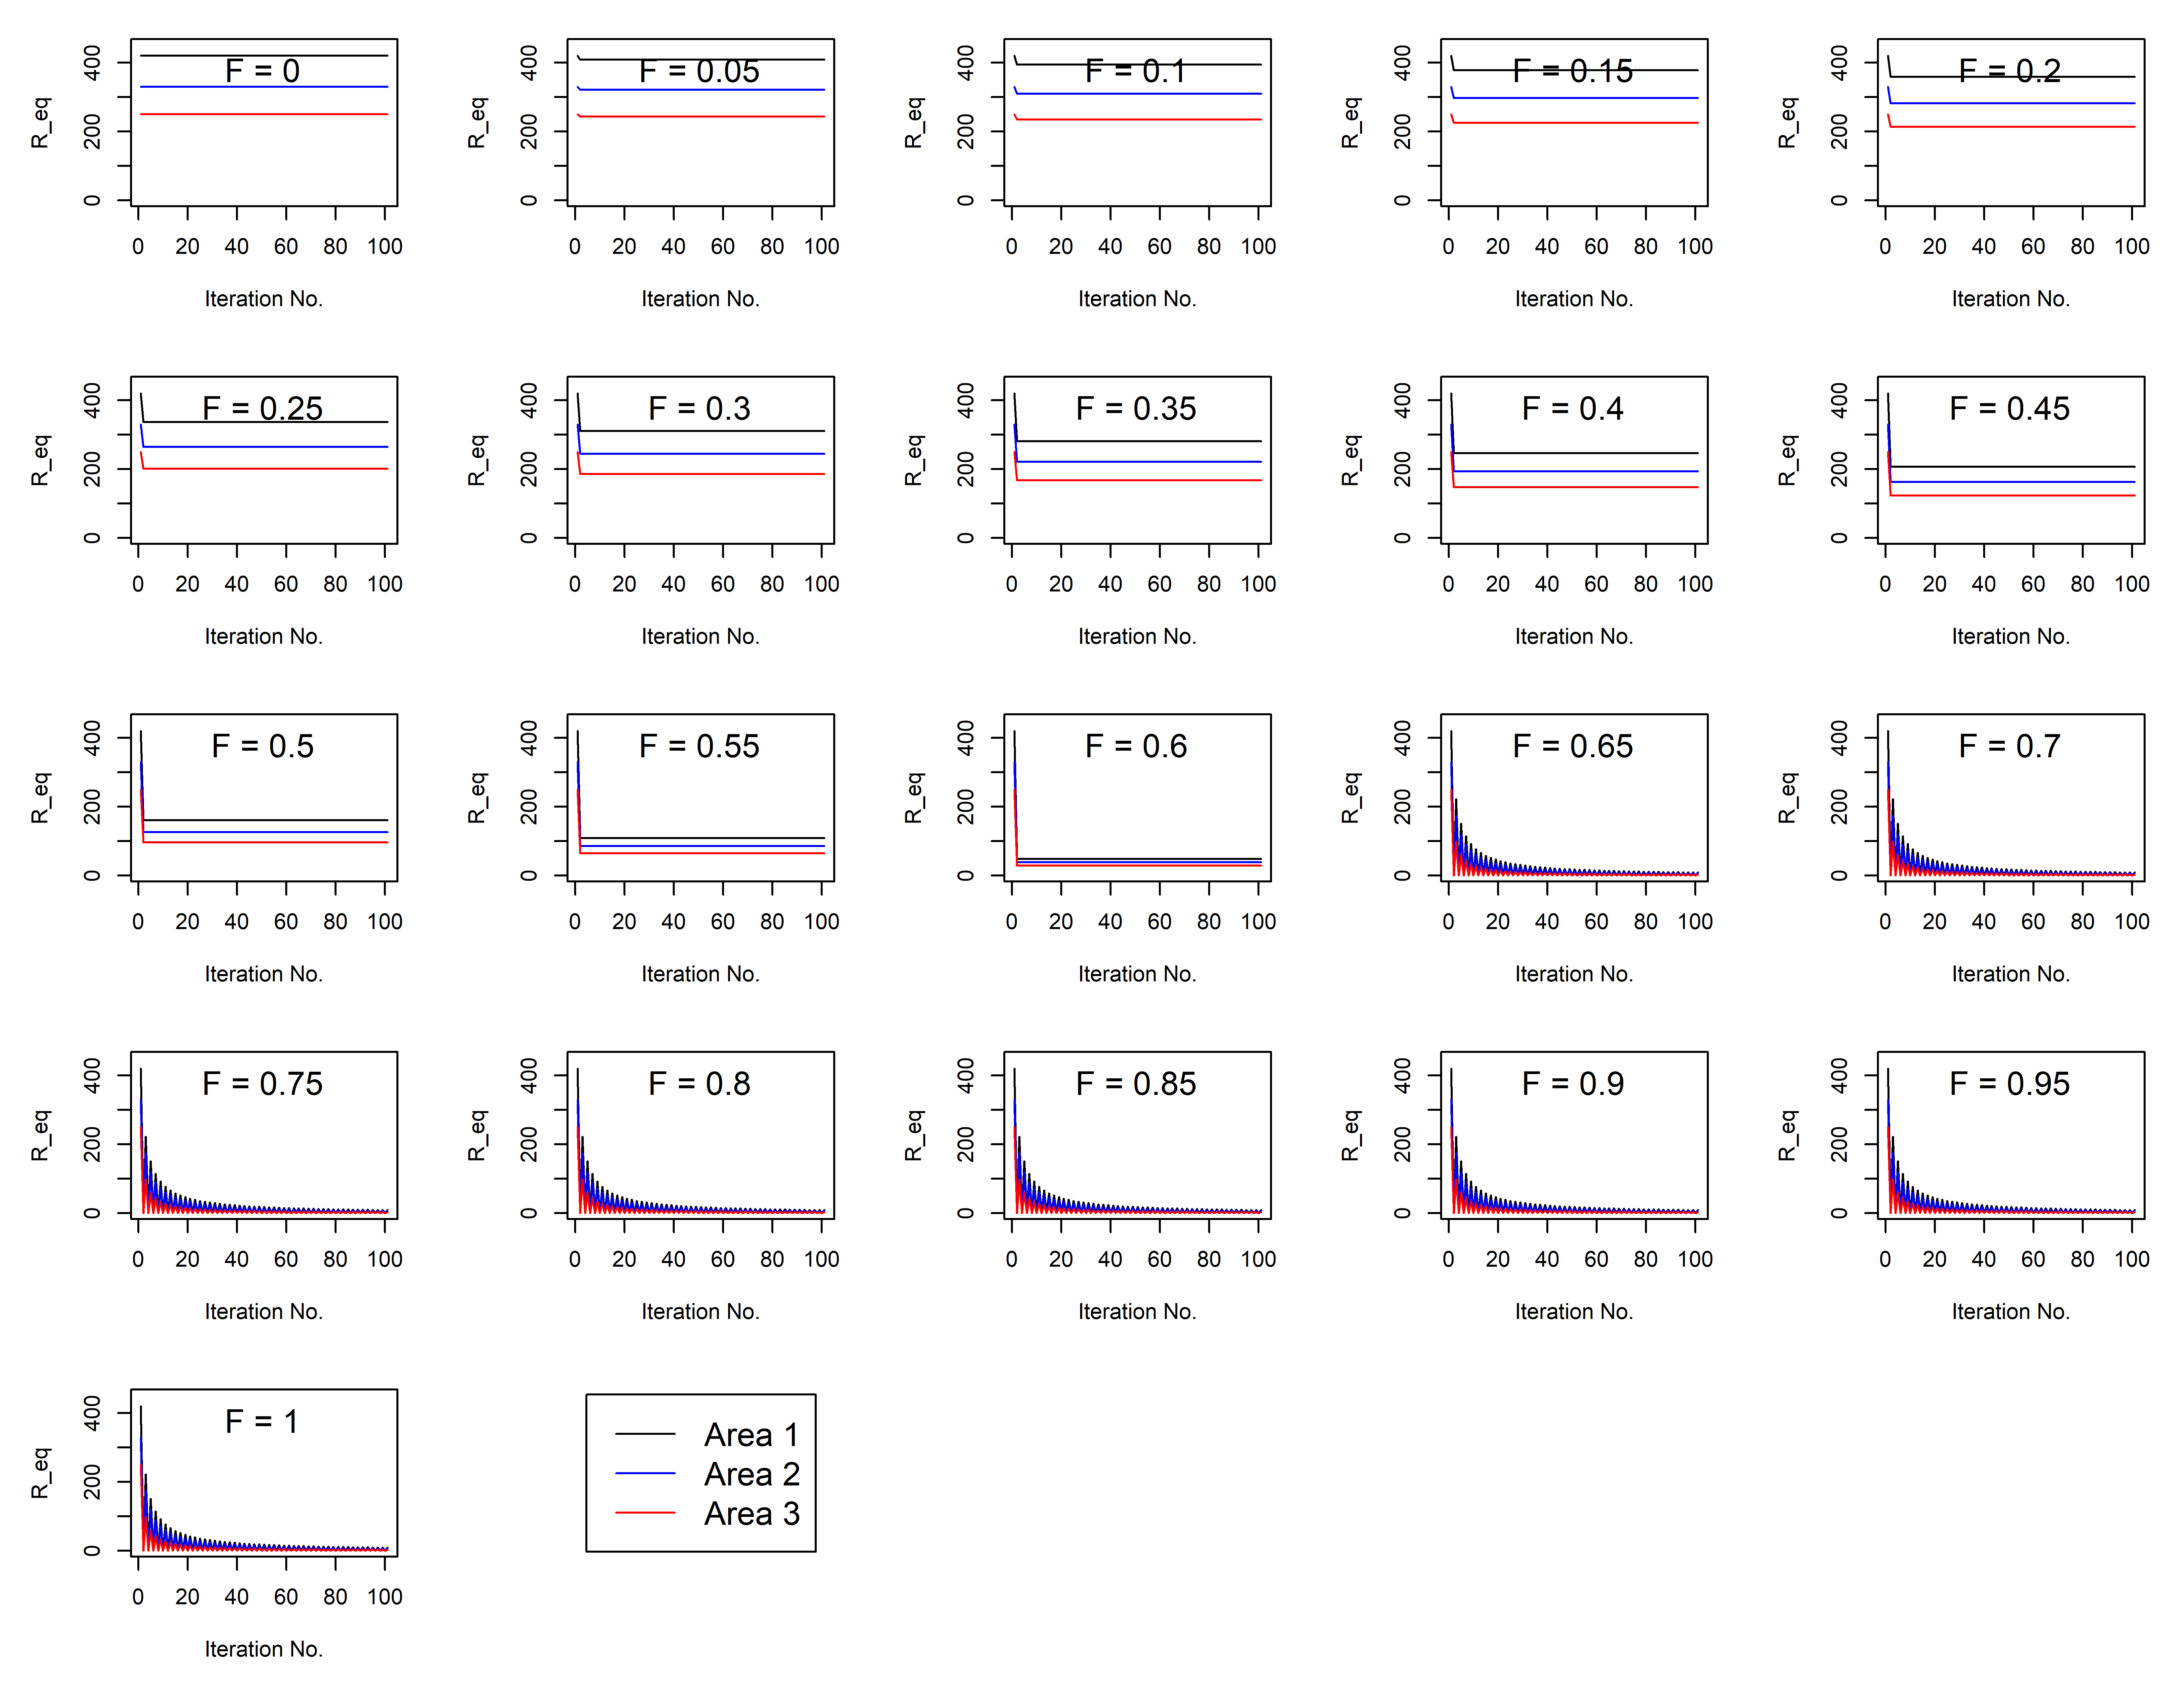 F = 0
R_eq
0 200 400
0 20 40 60 80 100
Iteration No.
F = 0.05
R_eq
0 200 400
0 20 40 60 80 100
Iteration No.
F = 0.1
R_eq
0 200 400
0 20 40 60 80 100
Iteration No.
F = 0.15
R_eq
0 200 400
0 20 40 60 80 100
Iteration No.
F = 0.2
R_eq
0 200 400
0 20 40 60 80 100
Iteration No.
F = 0.25
R_eq
0 200 400
0 20 40 60 80 100
Iteration No.
F = 0.3
R_eq
0 200 400
0 20 40 60 80 100
Iteration No.
F = 0.35
R_eq
0 200 400
0 20 40 60 80 100
Iteration No.
F = 0.4
R_eq
0 200 400
0 20 40 60 80 100
Iteration No.
F = 0.45
R_eq
0 200 400
0 20 40 60 80 100
Iteration No.
F = 0.5
R_eq
0 200 400
0 20 40 60 80 100
Iteration No.
F = 0.55
R_eq
0 200 400
0 20 40 60 80 100
Iteration No.
F = 0.6
R_eq
0 200 400
0 20 40 60 80 100
Iteration No.
F = 0.65
R_eq
0 200 400
0 20 40 60 80 100
Iteration No.
F = 0.7
R_eq
0 200 400
0 20 40 60 80 100
Iteration No.
F = 0.75
R_eq
0 200 400
0 20 40 60 80 100
Iteration No.
F = 0.8
R_eq
0 200 400
0 20 40 60 80 100
Iteration No.
F = 0.85
R_eq
0 200 400
0 20 40 60 80 100
Iteration No.
F = 0.9
R_eq
0 200 400
0 20 40 60 80 100
Iteration No.
F = 0.95
R_eq
0 200 400
0 20 40 60 80 100
Iteration No.
F = 1
R_eq
0 200 400
0 20 40 60 80 100
Iteration No.
Area 1
Area 2
Area 3